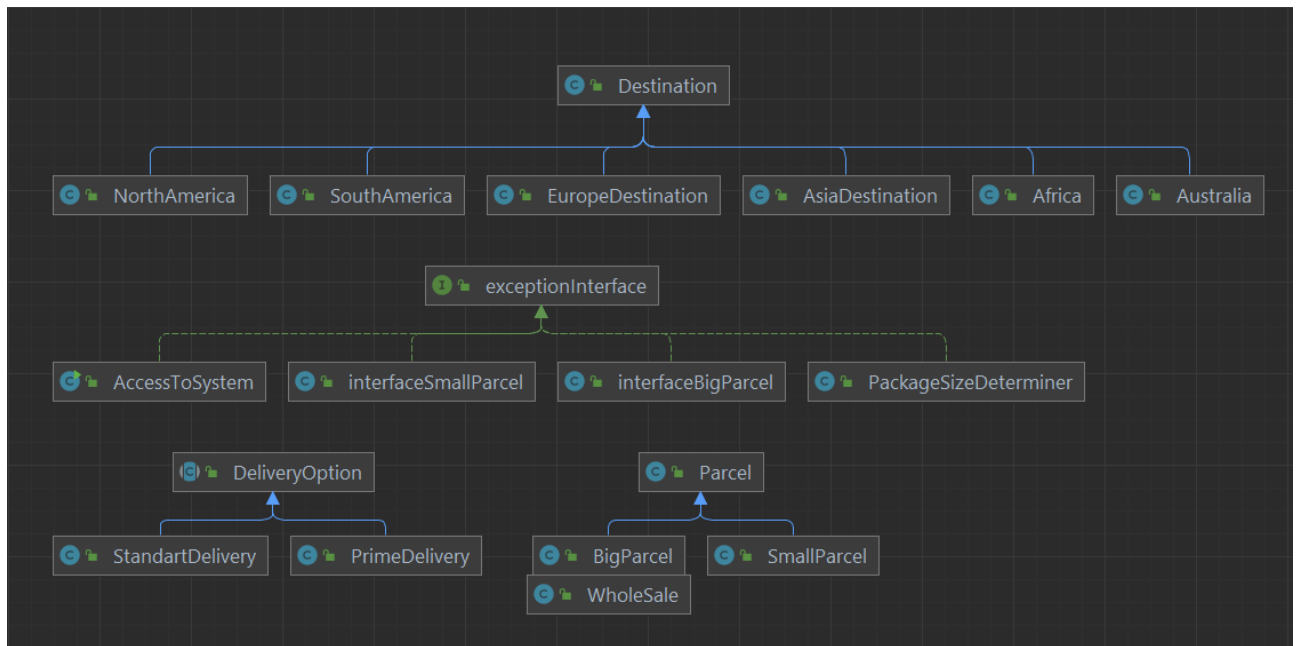 Destination
NorthAmerica SouthAmerica EuropeDestination AsiaDestination Africa Australia
exceptionInterface
AccessToSystem interfaceSmallParcel interfaceBigParcel PackageSizeDeterminer
DeliveryOption Parcel
StandartDelivery PrimeDelivery BigParcel SmallParcel
WholeSale